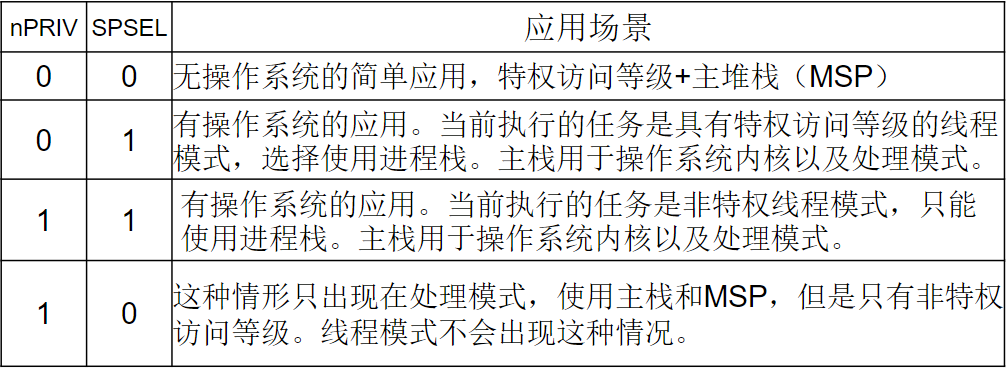 nPRIV SPSEL 应用场景
0 0 无操作系统的简单应用，特权访问等级+主堆栈（MSP）
0 1 有操作系统的应用。当前执行的任务是具有特权访问等级的线程
模式，选择使用进程栈。主栈用于操作系统内核以及处理模式。
1 1 有操作系统的应用。当前执行的任务是非特权线程模式，只能
使用进程栈。主栈用于操作系统内核以及处理模式。
1 0 这种情形只出现在处理模式，使用主栈和MSP，但是只有非特权
访问等级。线程模式不会出现这种情况。